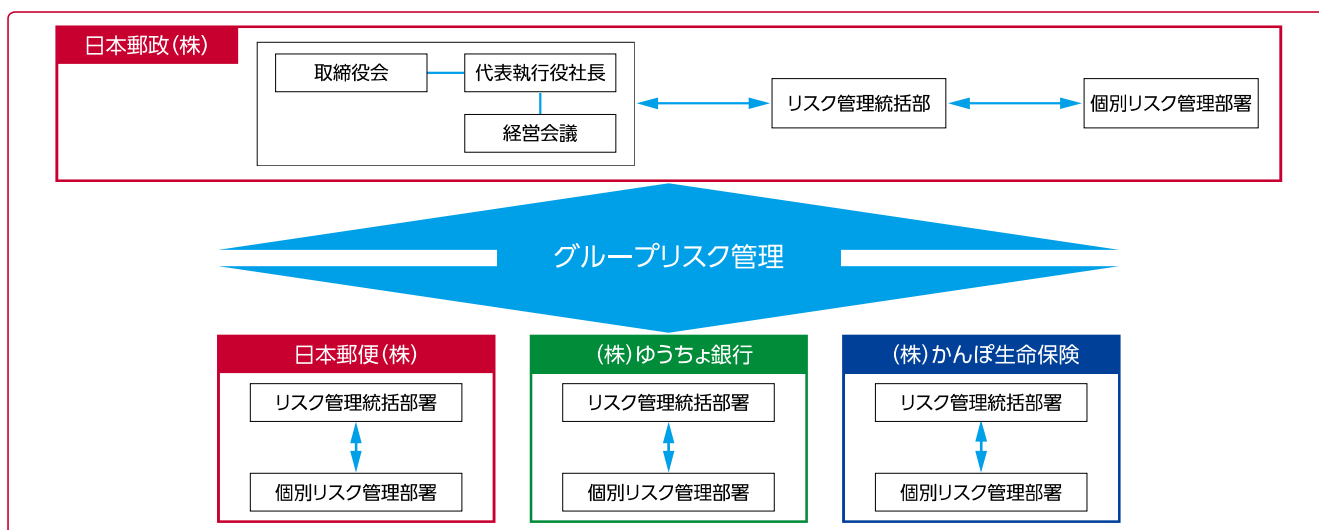 日本郵政(株)
取締役会
代表執行役社長
経営会議
リスク管理統括部
個別リスク管理部署
グループリスク管理
日本郵便(株)
リスク管理統括部署
個別リスク管理部署
(株)ゆうちょ銀行
リスク管理統括部署
個別リスク管理部署
(株)かんぽ生命保険
リスク管理統括部署
個別リスク管理部署